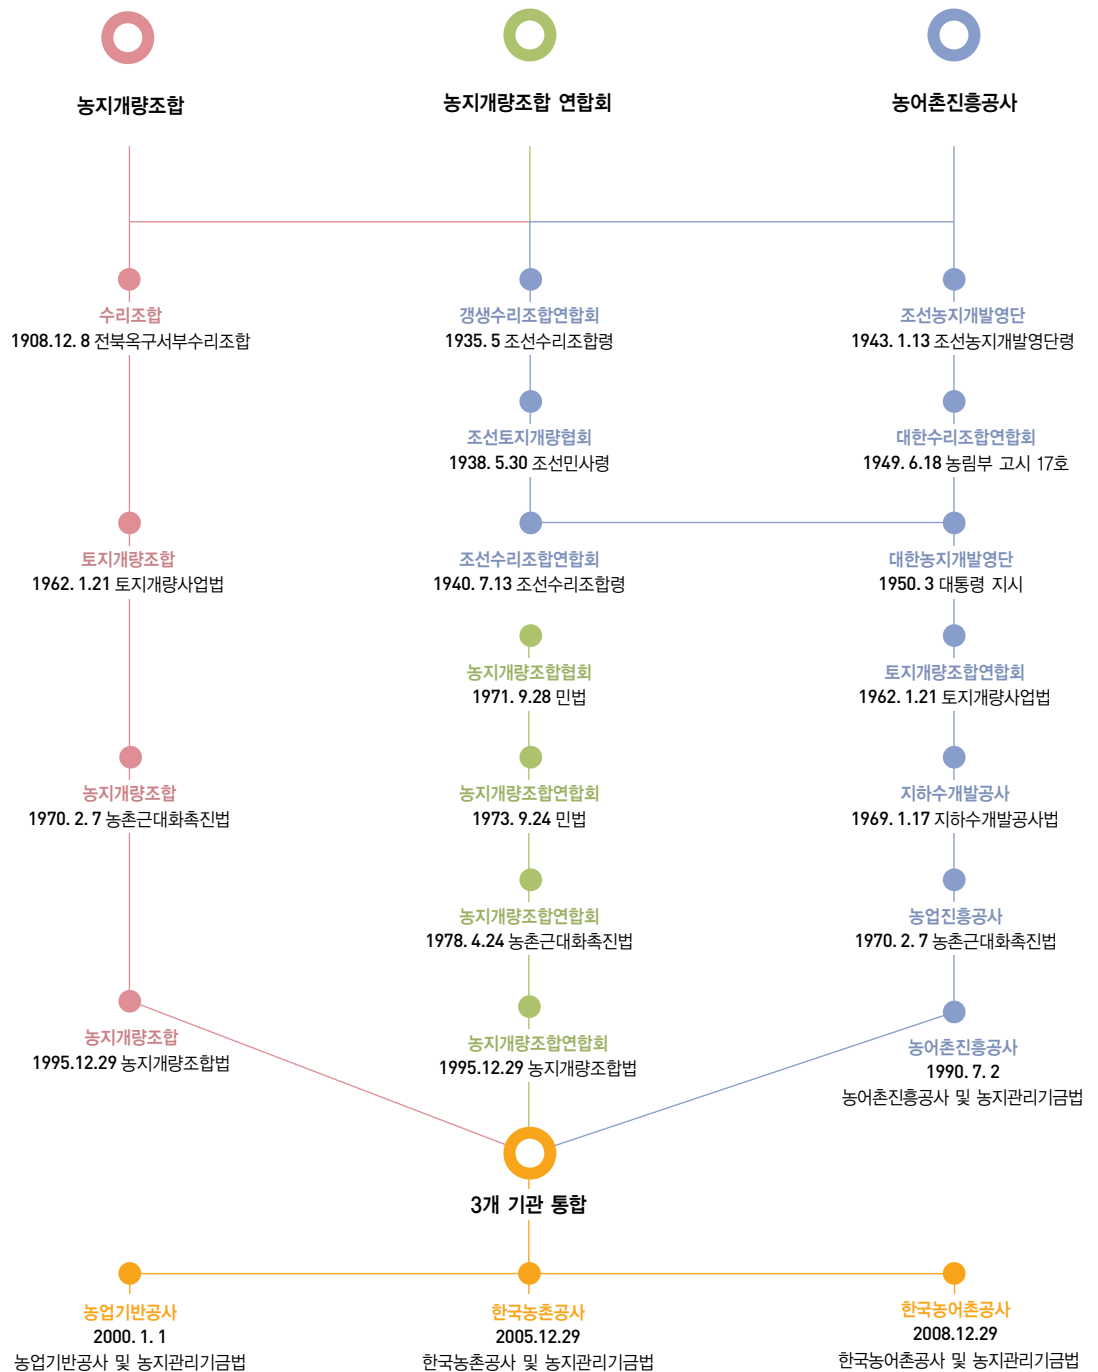 농지개량조합
농지개량조합 연합회
농어촌진흥공사
수리조합
1908.12. 8 전북옥구서부수리조합
갱생수리조합연합회
1935. 5 조선수리조합령
조선농지개발영단
1943. 1.13 조선농지개발영단령
조선토지개량협회
1938. 5.30 조선민사령
대한수리조합연합회
1949. 6.18 농림부 고시 17호
토지개량조합
1962. 1.21 토지개량사업법
조선수리조합연합회
1940. 7.13 조선수리조합령
대한농지개발영단
1950. 3 대통령 지시
농지개량조합협회
1971. 9.28 민법
토지개량조합연합회
1962. 1.21 토지개량사업법
농지개량조합
1970. 2. 7 농촌근대화촉진법
농지개량조합연합회
1973. 9.24 민법
지하수개발공사
1969. 1.17 지하수개발공사법
농지개량조합연합회
1978. 4.24 농촌근대화촉진법
농업진흥공사
1970. 2. 7 농촌근대화촉진법
농지개량조합
1995.12.29 농지개량조합법
농지개량조합연합회
1995.12.29 농지개량조합법
농어촌진흥공사
1990. 7. 2
농어촌진흥공사 및 농지관리기금법
3개 기관 통합
농업기반공사
2000. 1. 1
농업기반공사 및 농지관리기금법
한국농촌공사
2005.12.29
한국농촌공사 및 농지관리기금법
한국농어촌공사
2008.12.29
한국농어촌공사 및 농지관리기금법